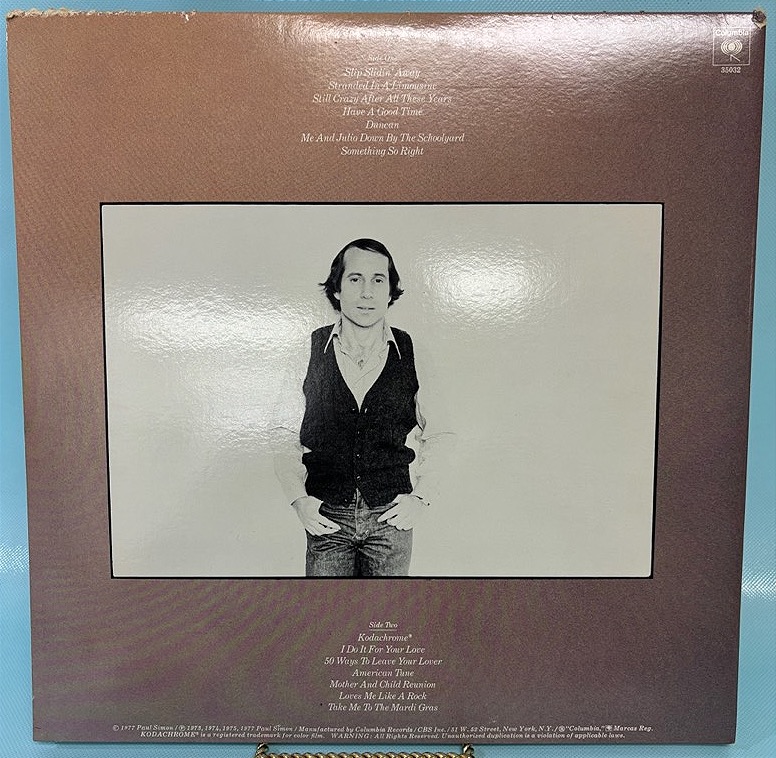 Columbia
35032
Side One
Slip Slidin' Away
Stranded In A Limousine
Still Crazy After All These Years
Have A Good Time
Duncan
Me And Julio Down By The Schoolyard
Something So Right
Side Two
Kodachrome*
I Do It For Your Love
50 Ways To Leave Your Lover
American Tune
Mother And Child Reunion
Loves Me Like A Rock
Take Me To The Mardi Gras
© 1977 Paul Simon / ℗ 1973, 1974, 1975, 1977 Paul Simon / Manufactured by Columbia Records / CBS Inc. / 51 W. 52 Street, New York, N.Y. / ® "Columbia," Marcas Reg.
KODACHROME® is a registered trademark for color film. WARNING: All Rights Reserved. Unauthorized duplication is a violation of applicable laws.